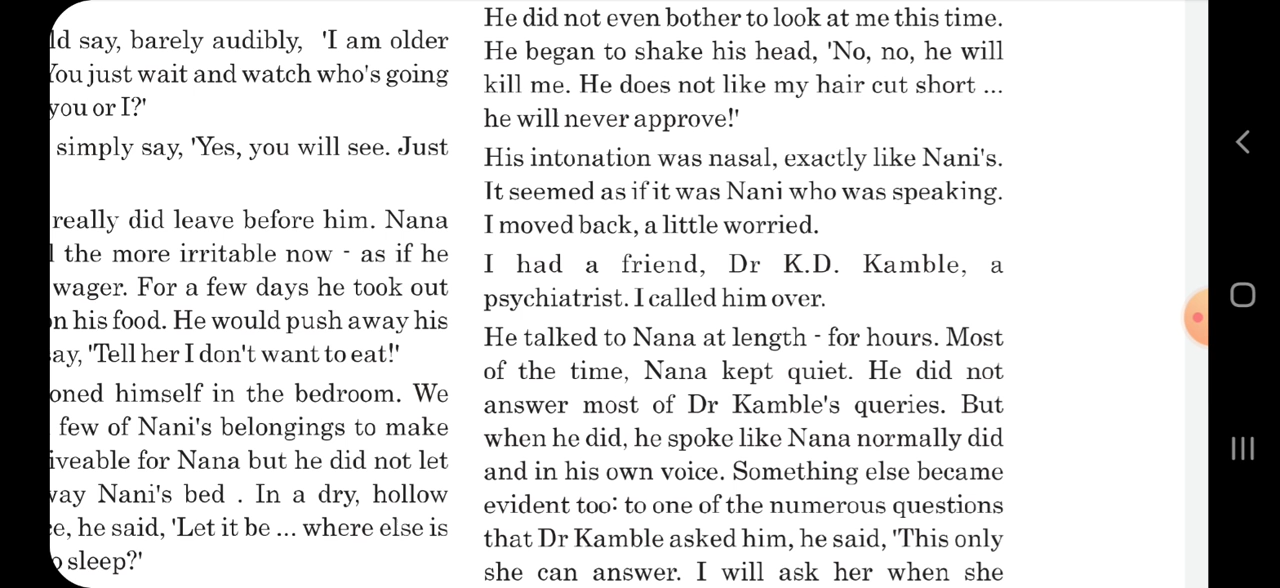 say, barely audibly, 'I am older
You just wait and watch who's going
you or I?'
simply say, 'Yes, you will see. Just
really did leave before him. Nana
the more irritable now - as if he
wager. For a few days he took out
his food. He would push away his
'Tell her I don't want to eat!'
himself in the bedroom. We
few of Nani's belongings to make
for Nana but he did not let
Nani's bed . In a dry, hollow
he said, 'Let it be ... where else is
sleep?'
He did not even bother to look at me this time.
He began to shake his head, 'No, no, he will
kill me. He does not like my hair cut short ...
he will never approve!'
His intonation was nasal, exactly like Nani's.
It seemed as if it was Nani who was speaking.
I moved back, a little worried.
I had a friend, Dr K.D. Kamble, a
psychiatrist. I called him over.
He talked to Nana at length - for hours. Most
of the time, Nana kept quiet. He did not
answer most of Dr Kamble's queries. But
when he did, he spoke like Nana normally did
and in his own voice. Something else became
evident too: to one of the numerous questions
that Dr Kamble asked him, he said, 'This only
she can answer. I will ask her when she